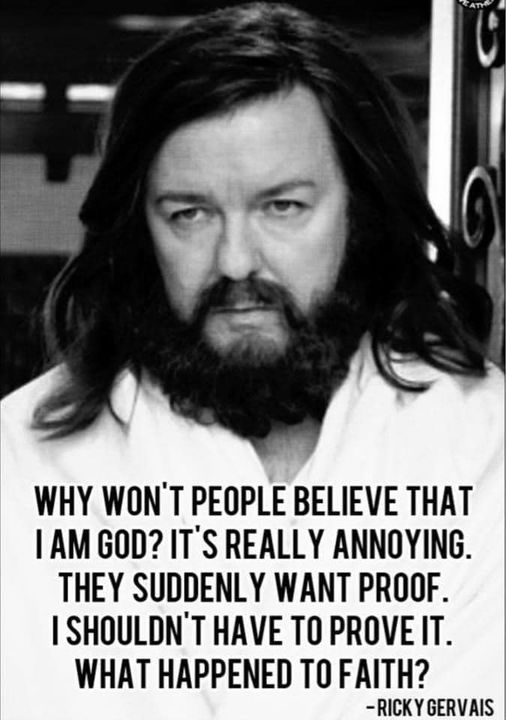 WHY WON'T PEOPLE BELIEVE THAT
I AM GOD? IT'S REALLY ANNOYING.
THEY SUDDENLY WANT PROOF.
I SHOULDN'T HAVE TO PROVE IT.
WHAT HAPPENED TO FAITH?
-RICKY GERVAIS